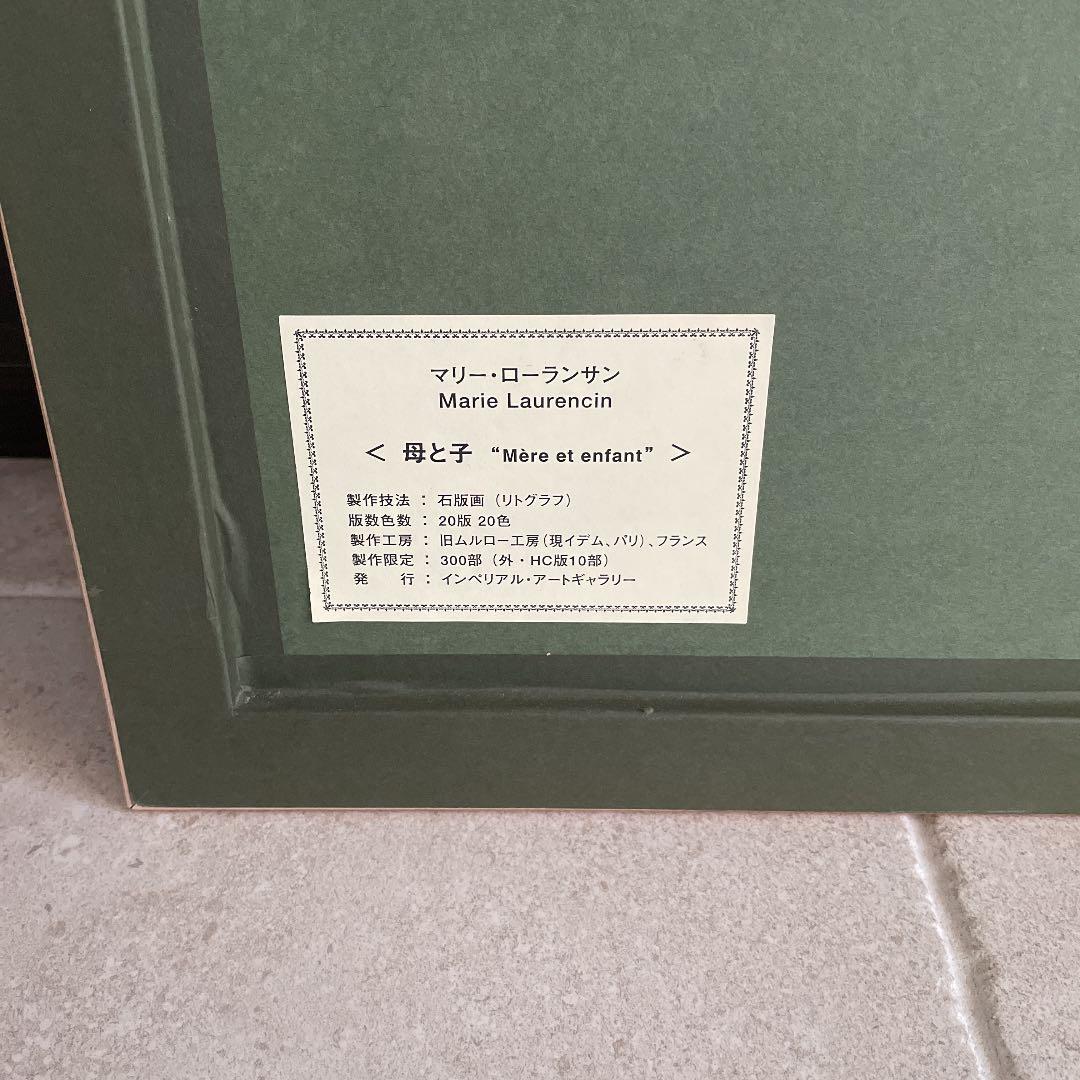 マリー・ローランサン
Marie Laurencin
＜ 母と子 “Mère et enfant” ＞
製作技法 ： 石版画（リトグラフ）
版数色数 ： 20版 20色
製作工房 ： 旧ムルロー工房（現イデム、パリ）、フランス
製作限定 ： 300部（外・HC版10部）
発　　行 ： インペリアル・アートギャラリー